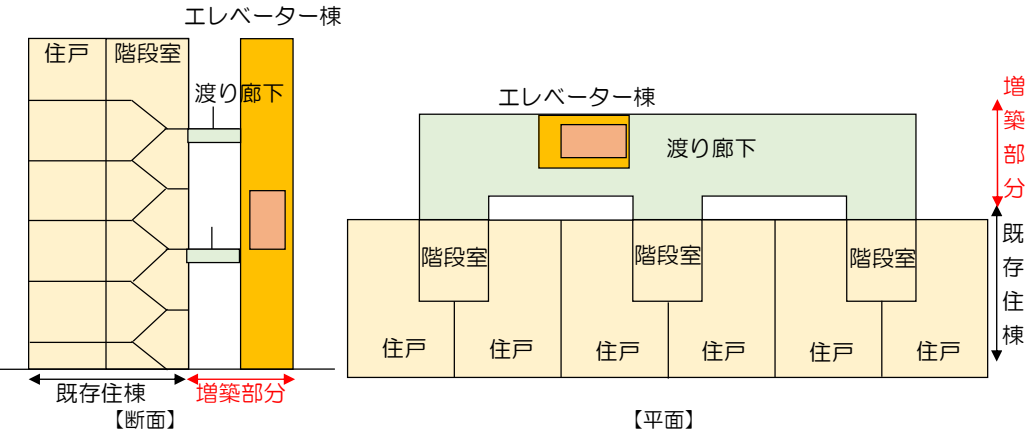 エレベーター棟
住戸
階段室
渡り廊下
既存住棟
増築部分
【断面】
エレベーター棟
渡り廊下
増築部分
階段室
階段室
階段室
既存住棟
住戸
住戸
住戸
住戸
住戸
住戸
【平面】